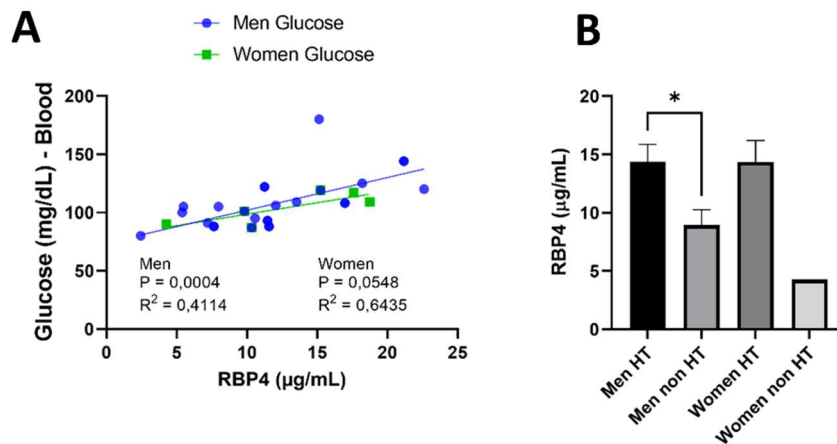 A
Men Glucose
Women Glucose
Glucose (mg/dL) - Blood
200
150
100
50
0
Men
P = 0,0004
R² = 0,4114
Women
P = 0,0548
R² = 0,6435
0 5 10 15 20 25
RBP4 (µg/mL)
B
RBP4 (µg/mL)
20
15
10
5
0
*
Men HT
Men non HT
Women HT
Women non HT